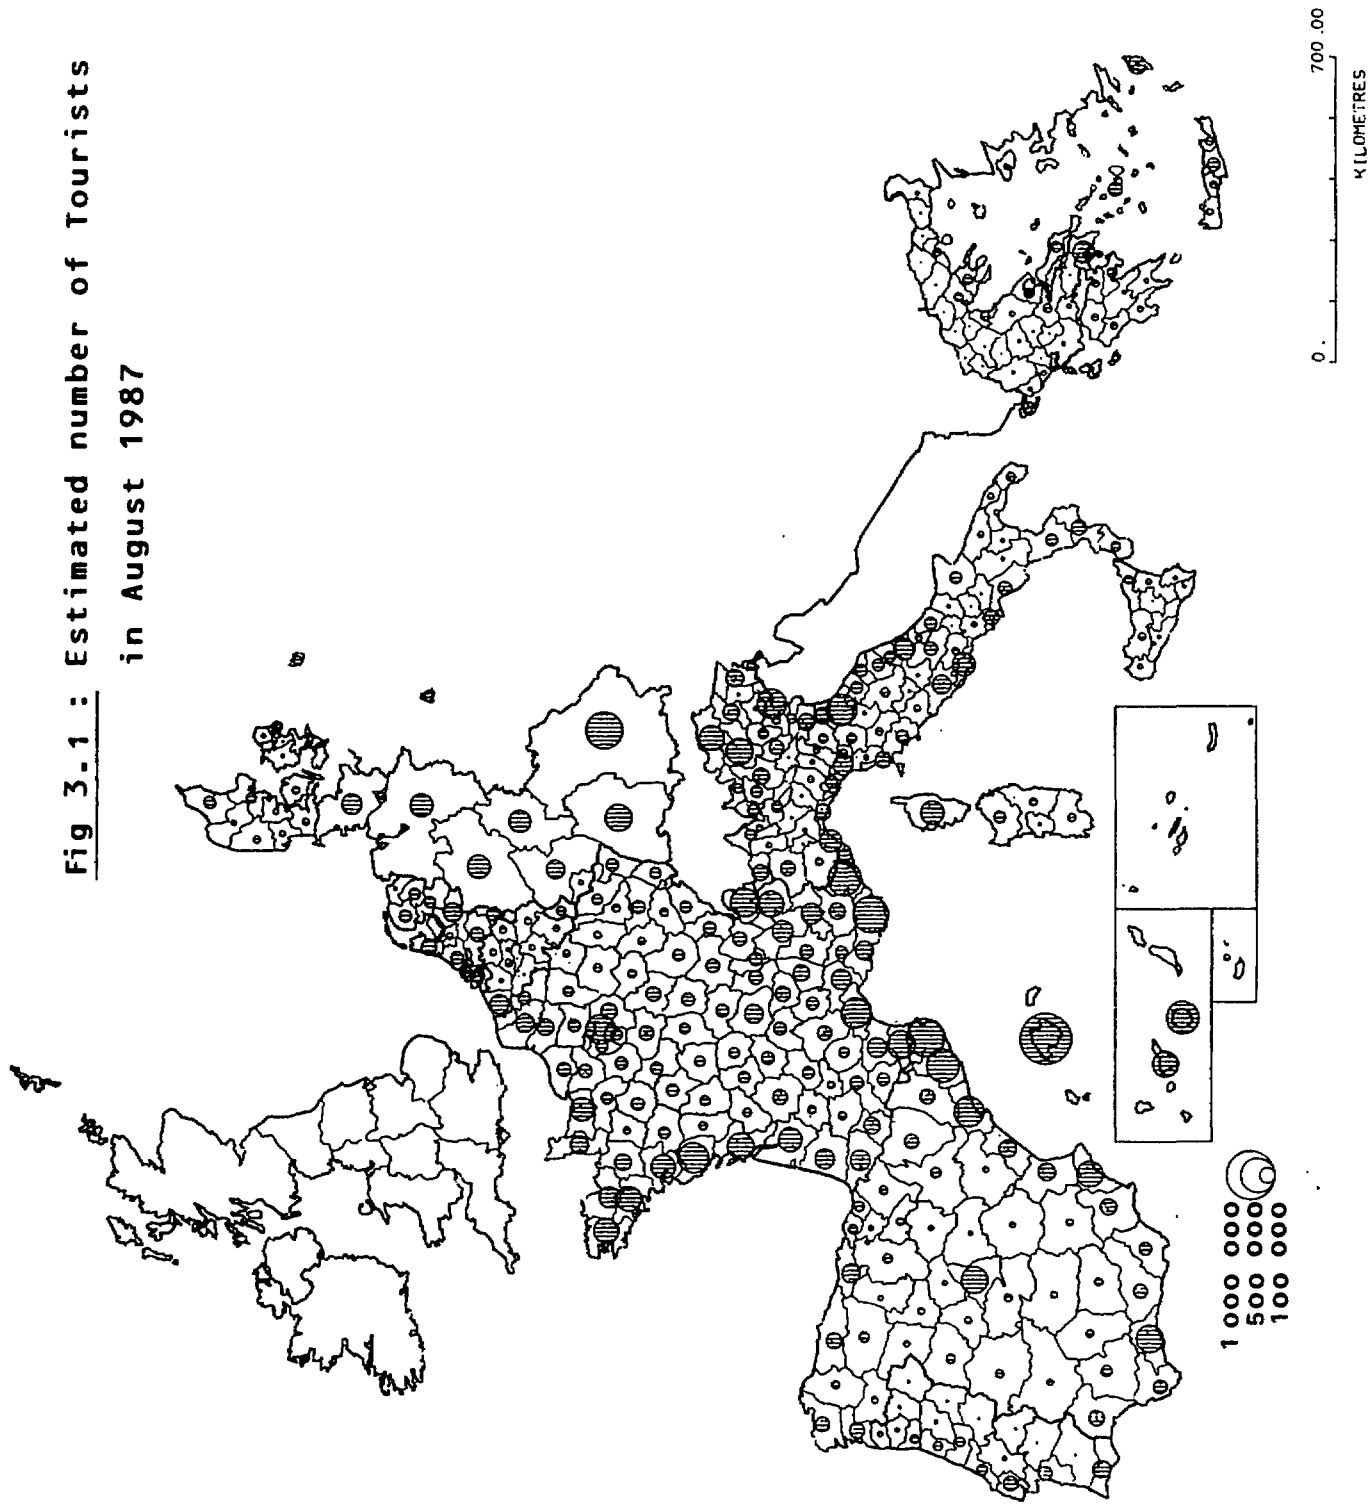 Fig 3.1 : Estimated number of Tourists
in August 1987
1 000 000
500 000
100 000
0. 700.00
KILOMETRES